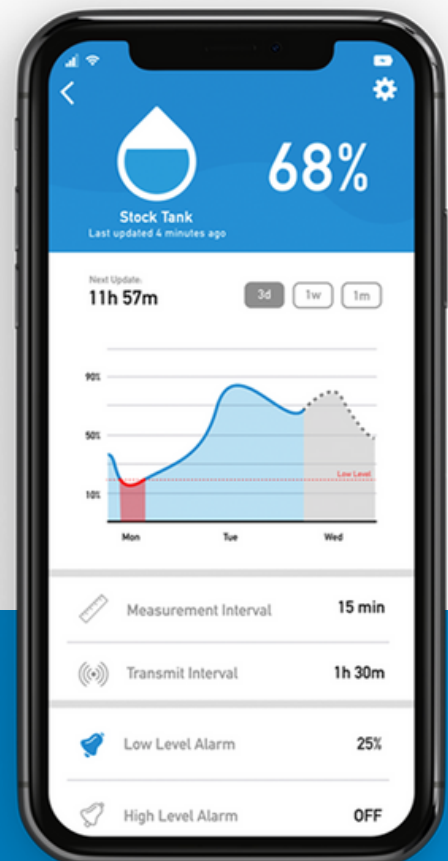 68%
Stock Tank
Last updated 4 minutes ago
Next Update:
11h 57m
3d 1w 1m
90%
50%
Low Level
10%
Mon Tue Wed
Measurement Interval 15 min
Transmit Interval 1h 30m
Low Level Alarm 25%
High Level Alarm OFF